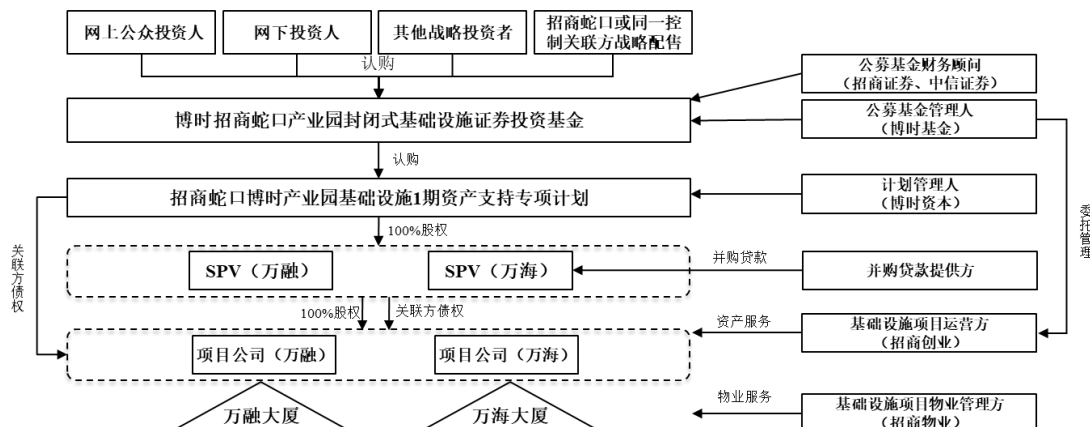 网上公众投资人
网下投资人
其他战略投资者
招商蛇口或同一控
制关联方战略配售
认购
公募基金财务顾问
（招商证券、中信证券）
博时招商蛇口产业园封闭式基础设施证券投资基金
公募基金管理人
（博时基金）
认购
招商蛇口博时产业园基础设施1期资产支持专项计划
计划管理人
（博时资本）
委托管理
100%股权
关联方债权
SPV（万融）
SPV（万海）
并购贷款
并购贷款提供方
100%股权
关联方债权
资产服务
基础设施项目运营方
（招商创业）
项目公司（万融）
项目公司（万海）
物业服务
基础设施项目物业管理方
（招商物业）
万融大厦
万海大厦